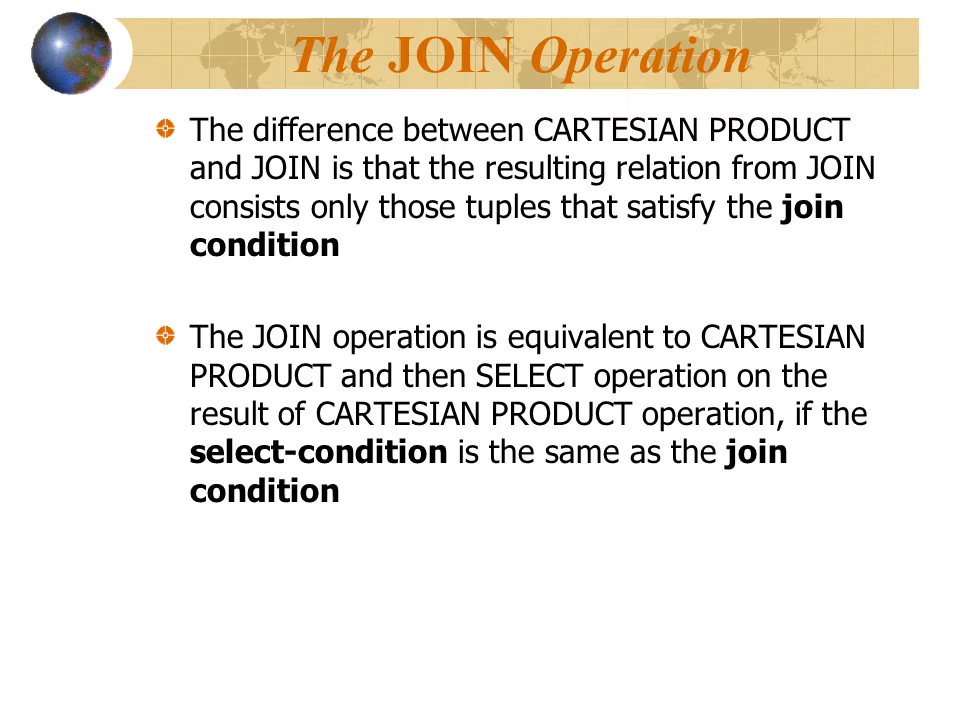 The JOIN Operation
The difference between CARTESIAN PRODUCT
and JOIN is that the resulting relation from JOIN
consists only those tuples that satisfy the join
condition
The JOIN operation is equivalent to CARTESIAN
PRODUCT and then SELECT operation on the
result of CARTESIAN PRODUCT operation, if the
select-condition is the same as the join
condition